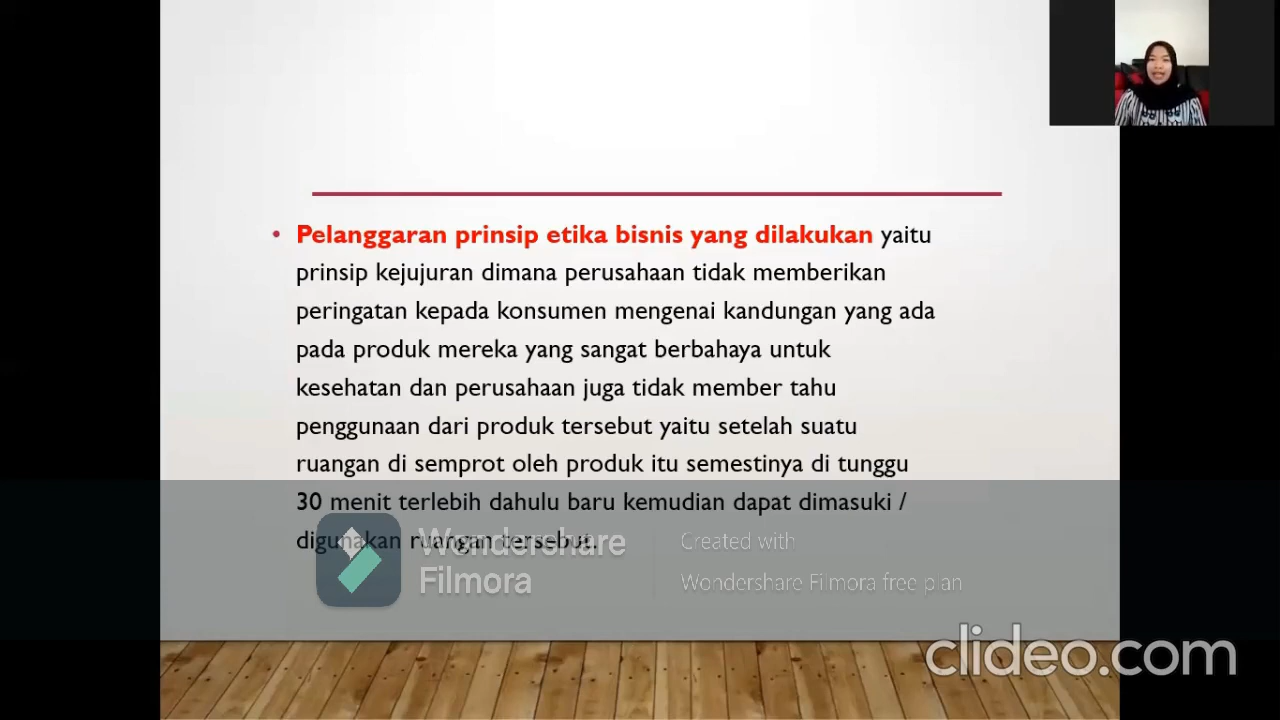 Pelanggaran prinsip etika bisnis yang dilakukan yaitu
prinsip kejujuran dimana perusahaan tidak memberikan
peringatan kepada konsumen mengenai kandungan yang ada
pada produk mereka yang sangat berbahaya untuk
kesehatan dan perusahaan juga tidak member tahu
penggunaan dari produk tersebut yaitu setelah suatu
ruangan di semprot oleh produk itu semestinya di tunggu
30 menit terlebih dahulu baru kemudian dapat dimasuki /
digunakan ruangan tersebut.
Wondershare
Filmora
Created with
Wondershare Filmora free plan
clideo.com